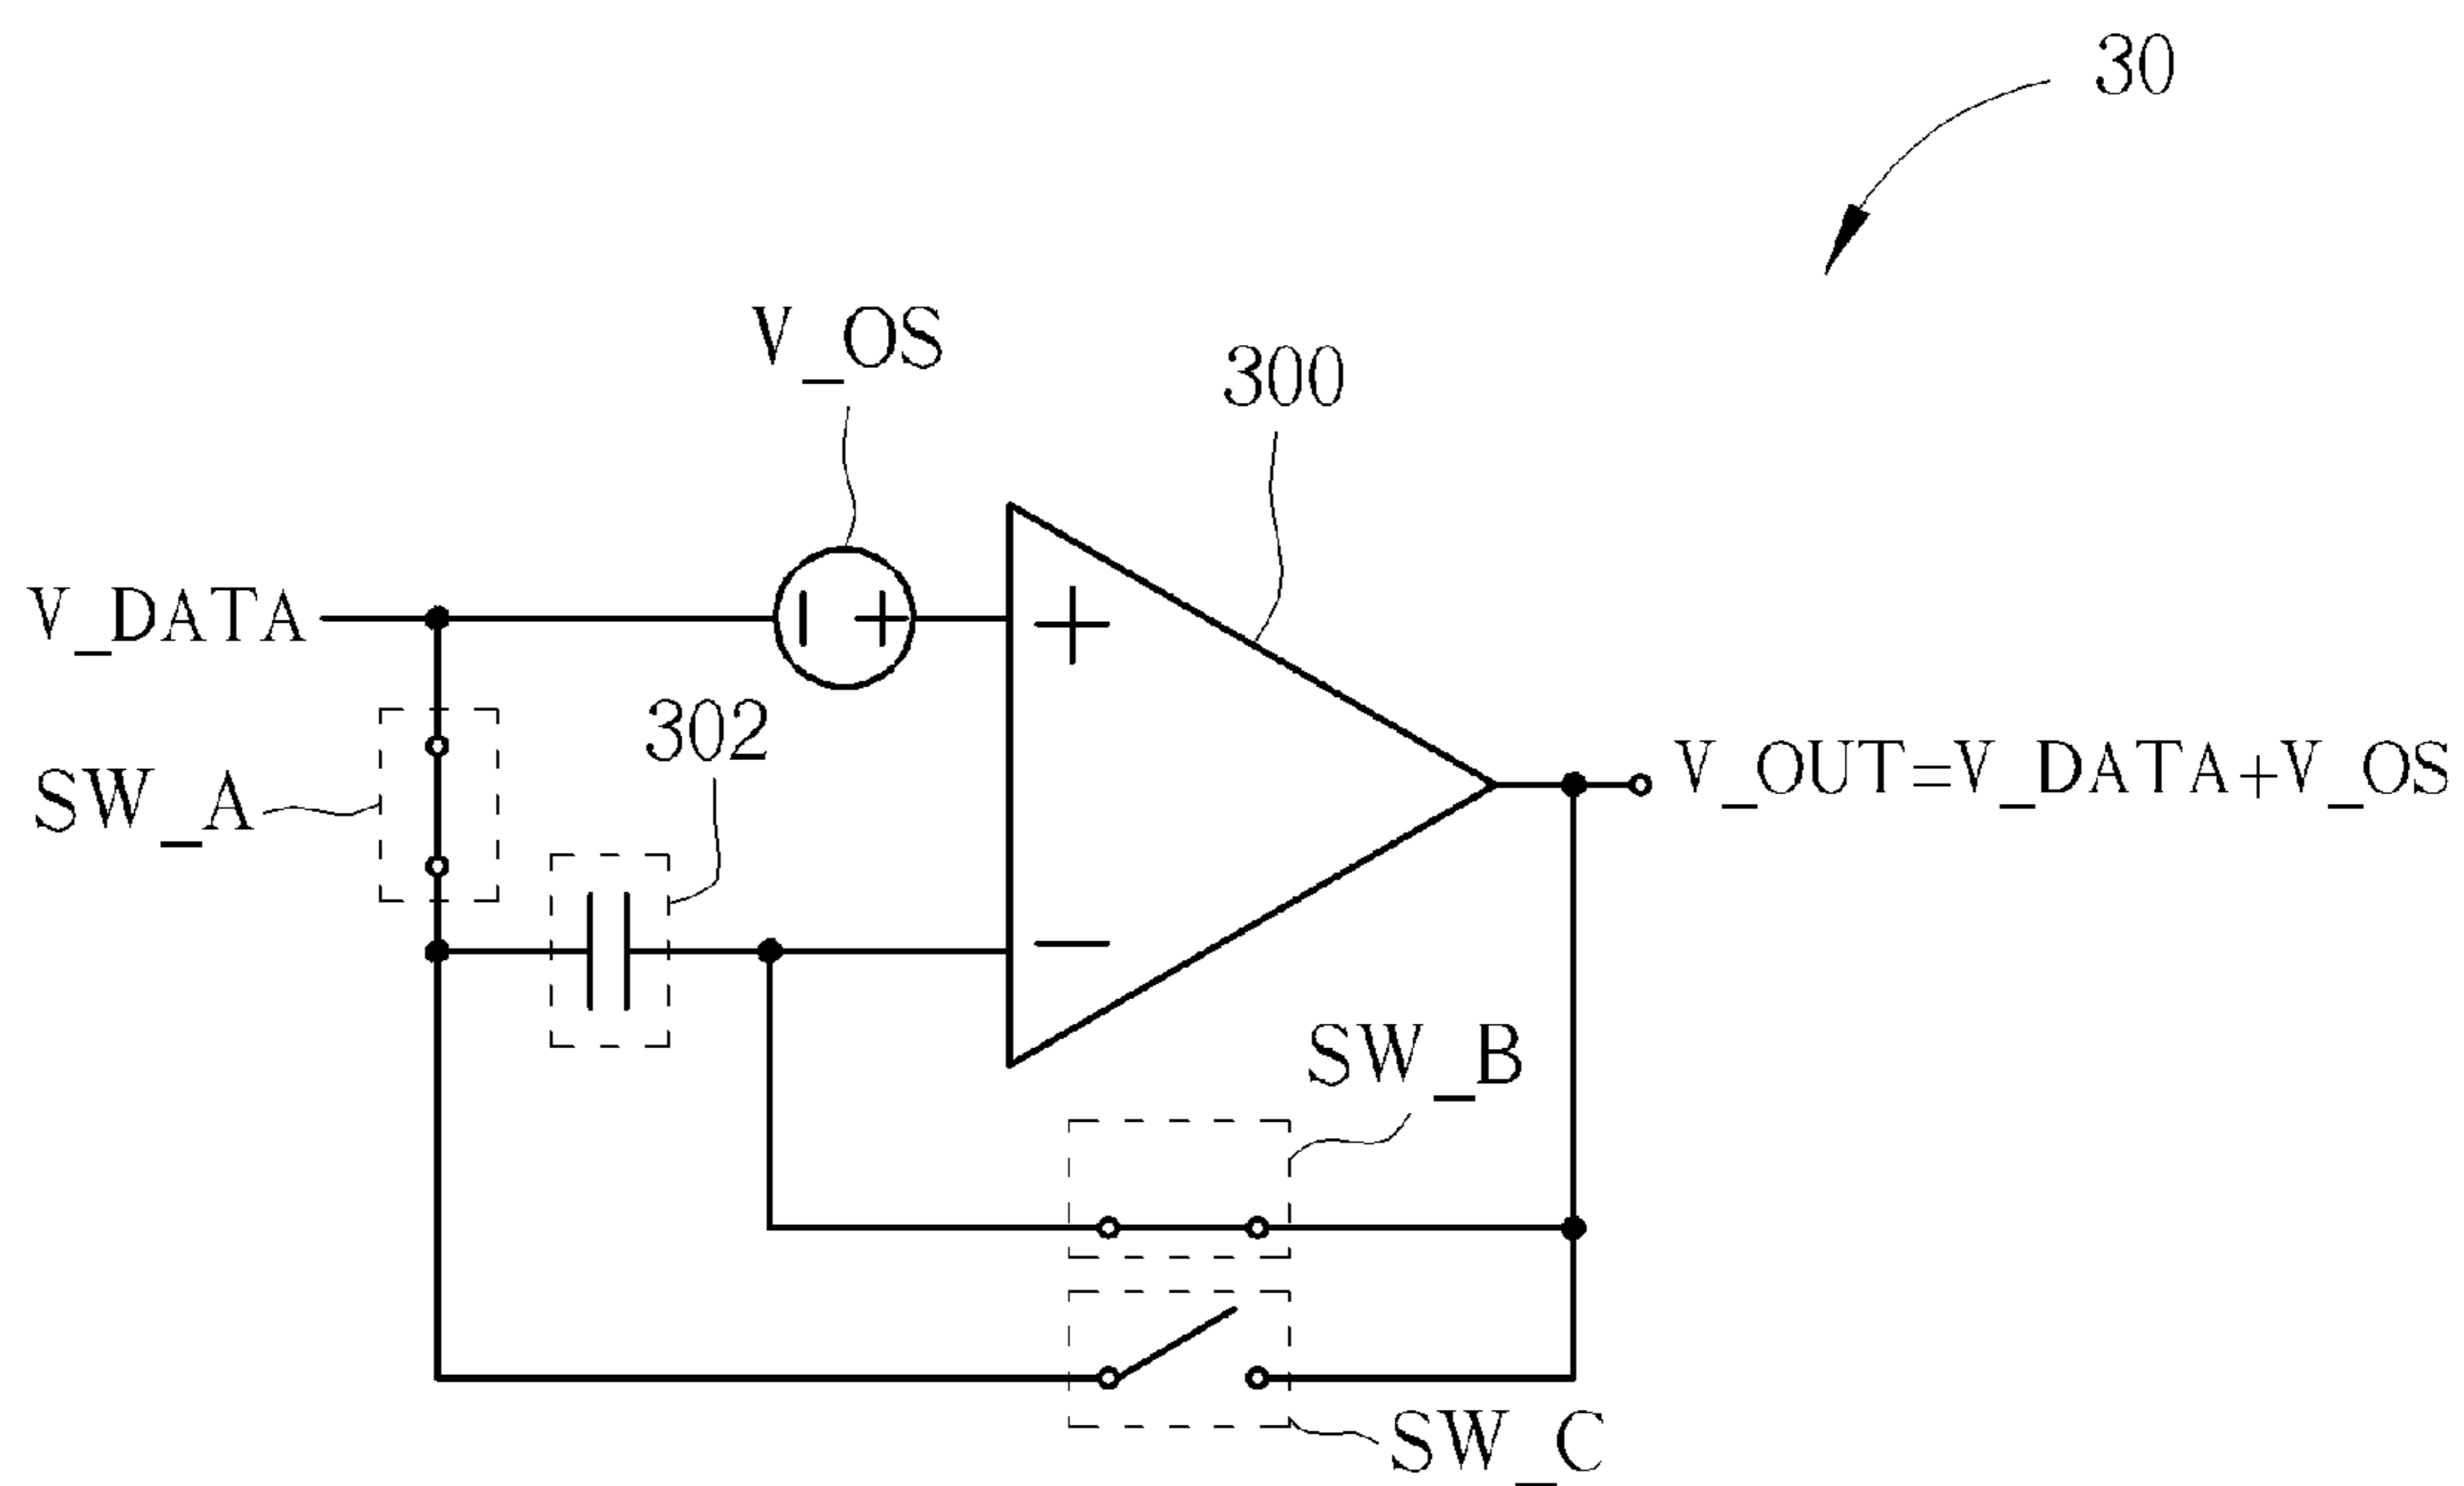 30
V_OS
300
V_DATA
302
SW_A
V_OUT=V_DATA+V_OS
SW_B
SW_C